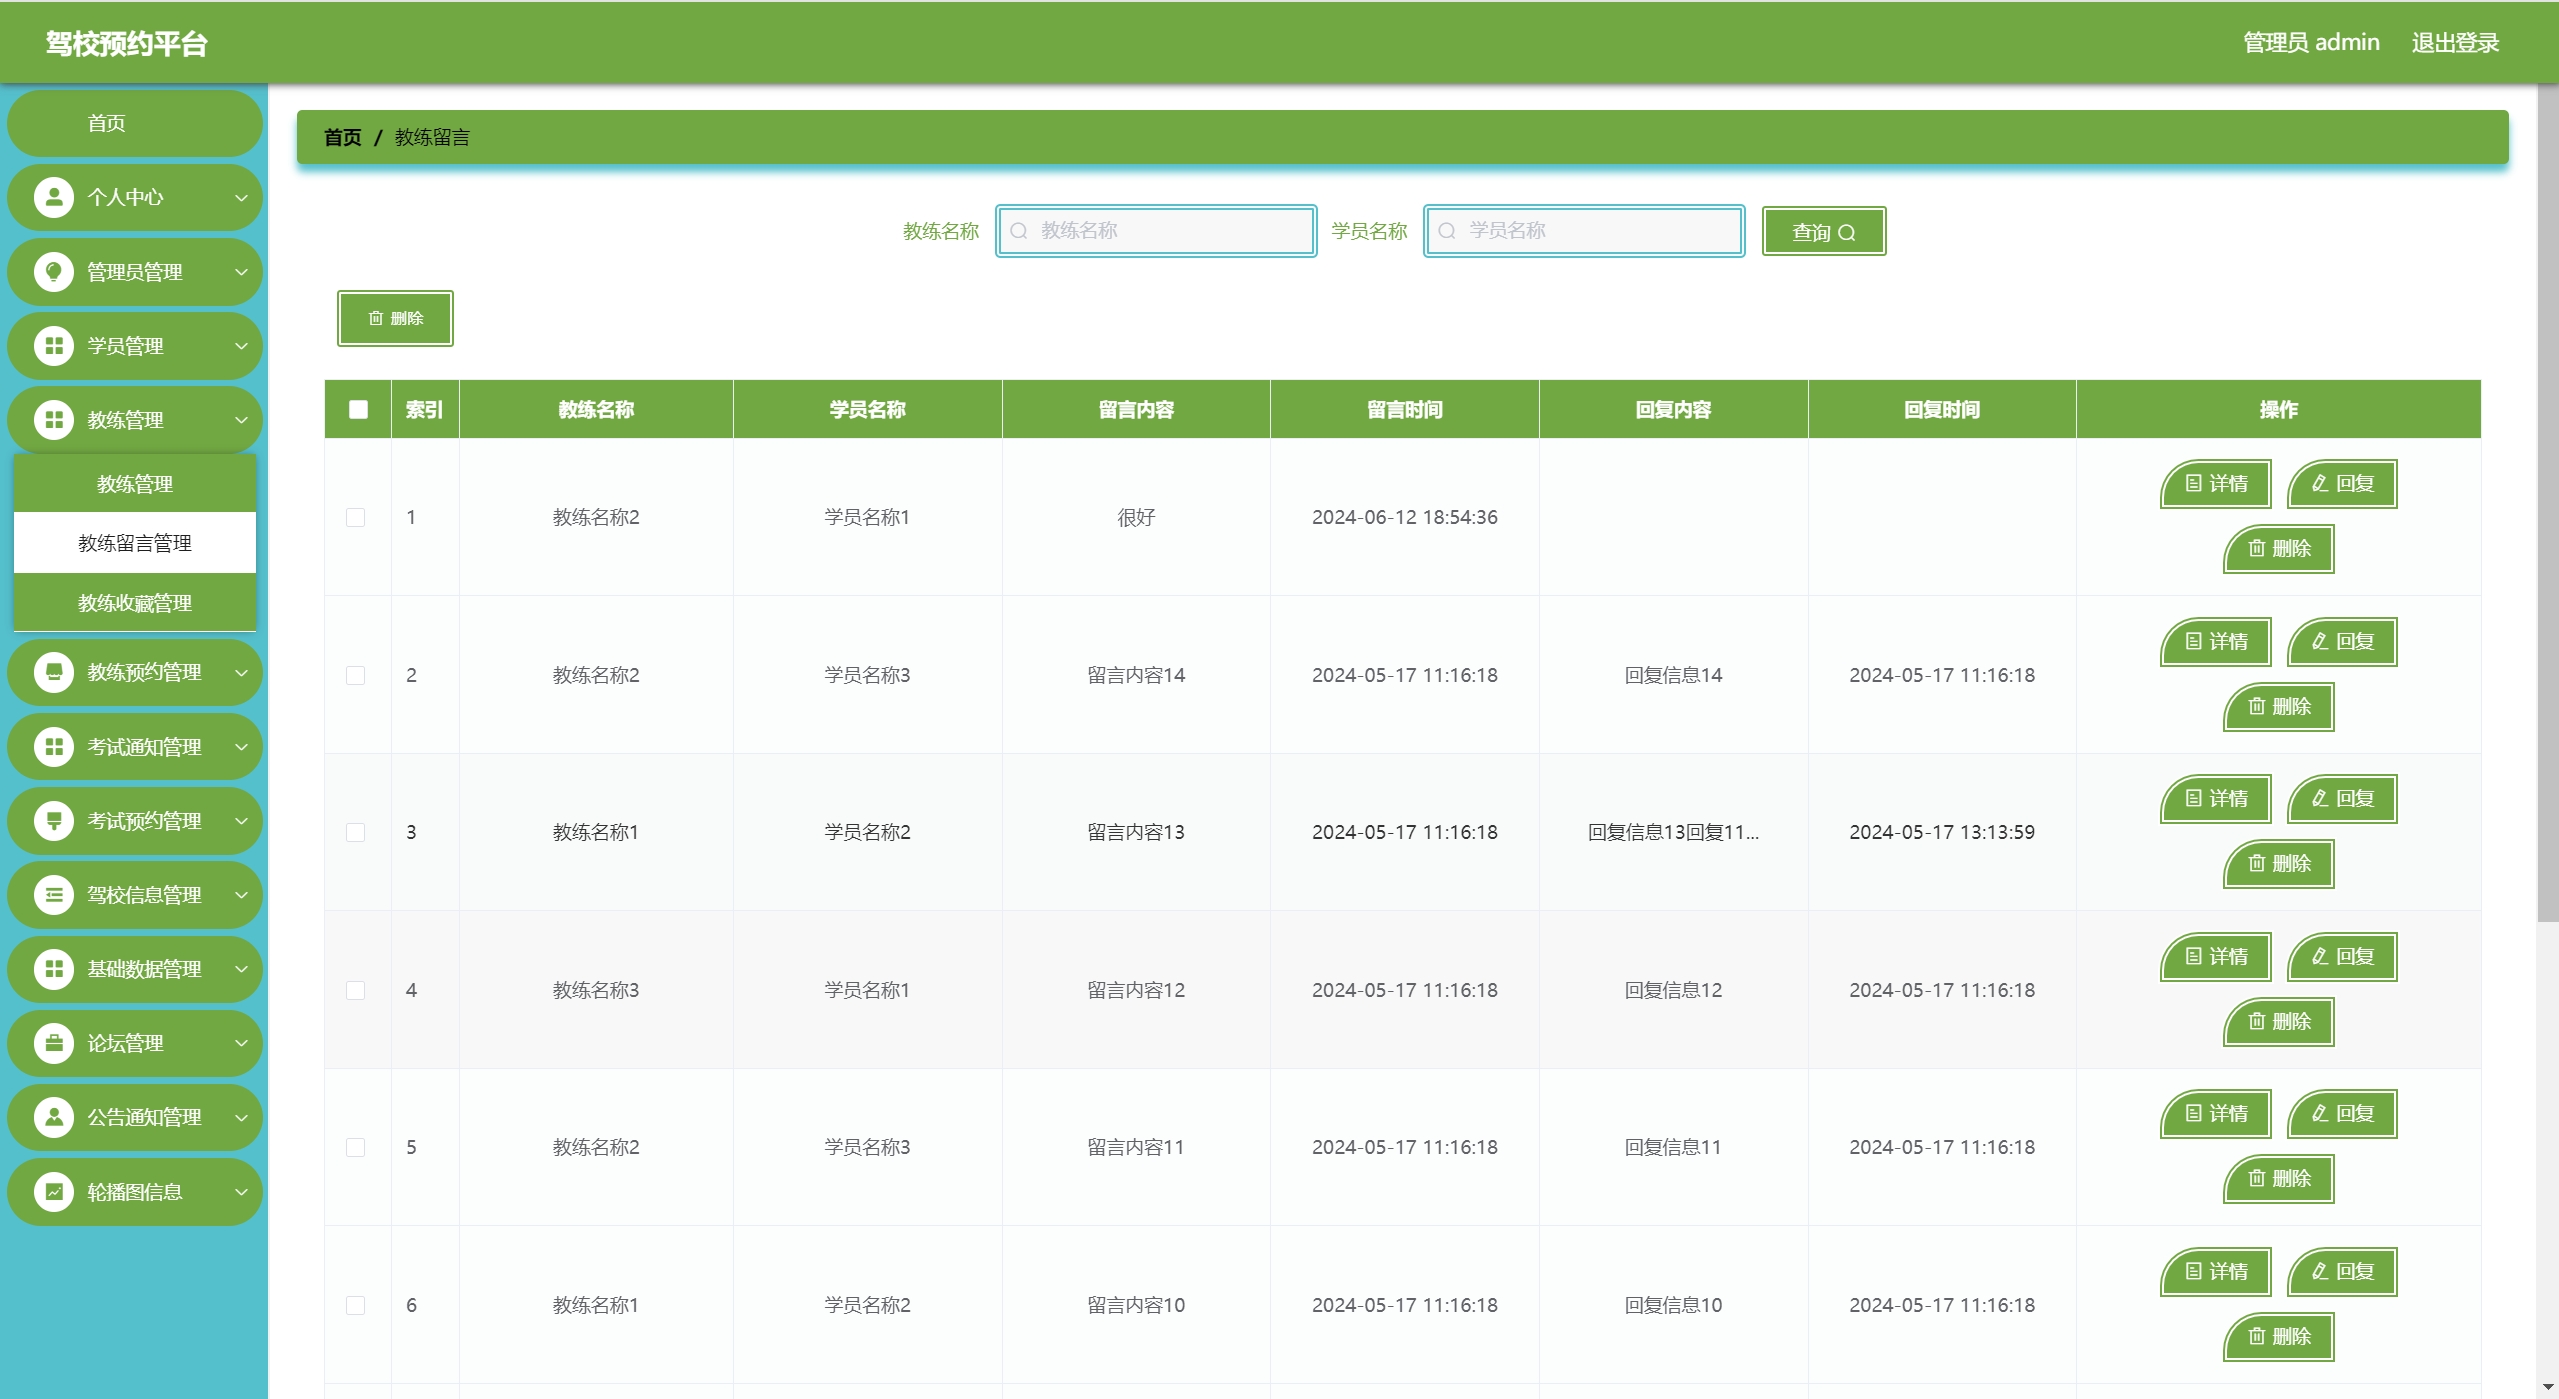 驾校预约平台
管理员 admin 退出登录
首页
个人中心
管理员管理
学员管理
教练管理
教练管理
教练留言管理
教练收藏管理
教练预约管理
考试通知管理
考试预约管理
驾校信息管理
基础数据管理
论坛管理
公告通知管理
轮播图信息
首页 / 教练留言
教练名称 教练名称 学员名称 学员名称 查询
删除
索引 教练名称 学员名称 留言内容 留言时间 回复内容 回复时间 操作
1 教练名称2 学员名称1 很好 2024-06-12 18:54:36 详情 回复
删除
2 教练名称2 学员名称3 留言内容14 2024-05-17 11:16:18 回复信息14 2024-05-17 11:16:18 详情 回复
删除
3 教练名称1 学员名称2 留言内容13 2024-05-17 11:16:18 回复信息13回复11... 2024-05-17 13:13:59 详情 回复
删除
4 教练名称3 学员名称1 留言内容12 2024-05-17 11:16:18 回复信息12 2024-05-17 11:16:18 详情 回复
删除
5 教练名称2 学员名称3 留言内容11 2024-05-17 11:16:18 回复信息11 2024-05-17 11:16:18 详情 回复
删除
6 教练名称1 学员名称2 留言内容10 2024-05-17 11:16:18 回复信息10 2024-05-17 11:16:18 详情 回复
删除